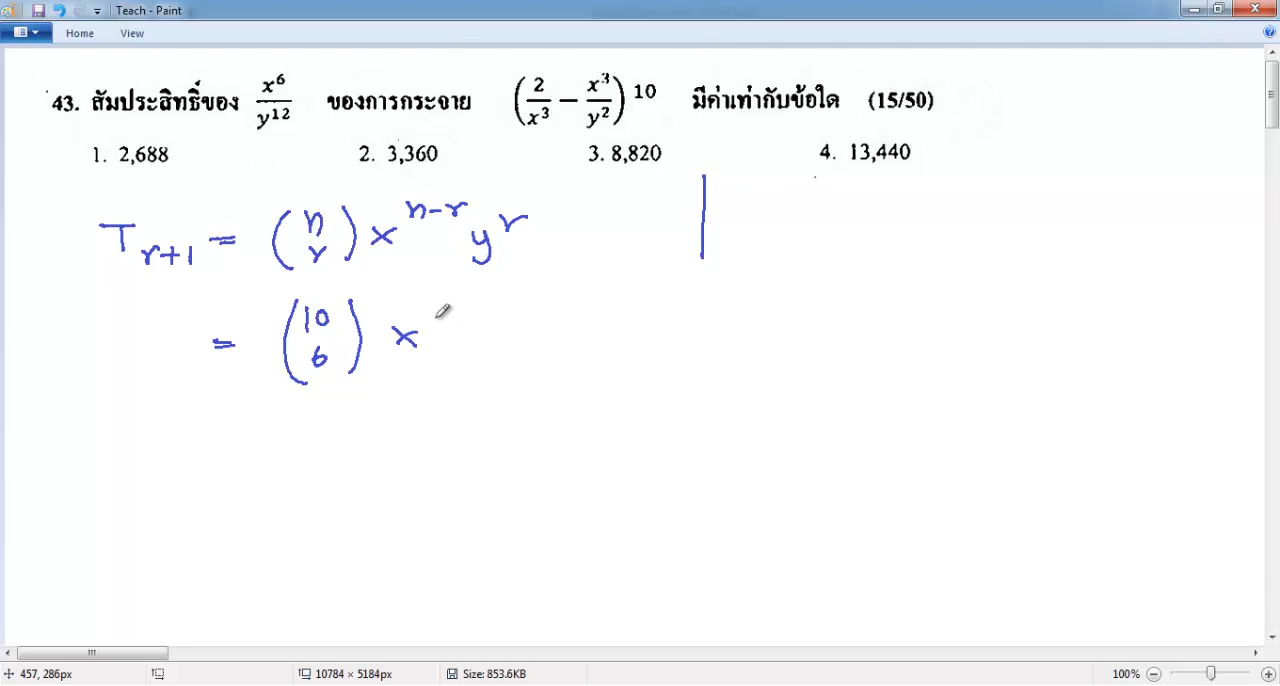 Teach - Paint
Home View
43. สัมประสิทธิ์ของ x⁶/y¹² ของการกระจาย (2/x³ − x³/y²)¹⁰ มีค่าเท่ากับข้อใด (15/50)
1. 2,688 2. 3,360 3. 8,820 4. 13,440
T_{r+1} = (n r) x^{n-r} y^r
= (10 6) x
457, 286px 10784 × 5184px Size: 853.6KB 100%